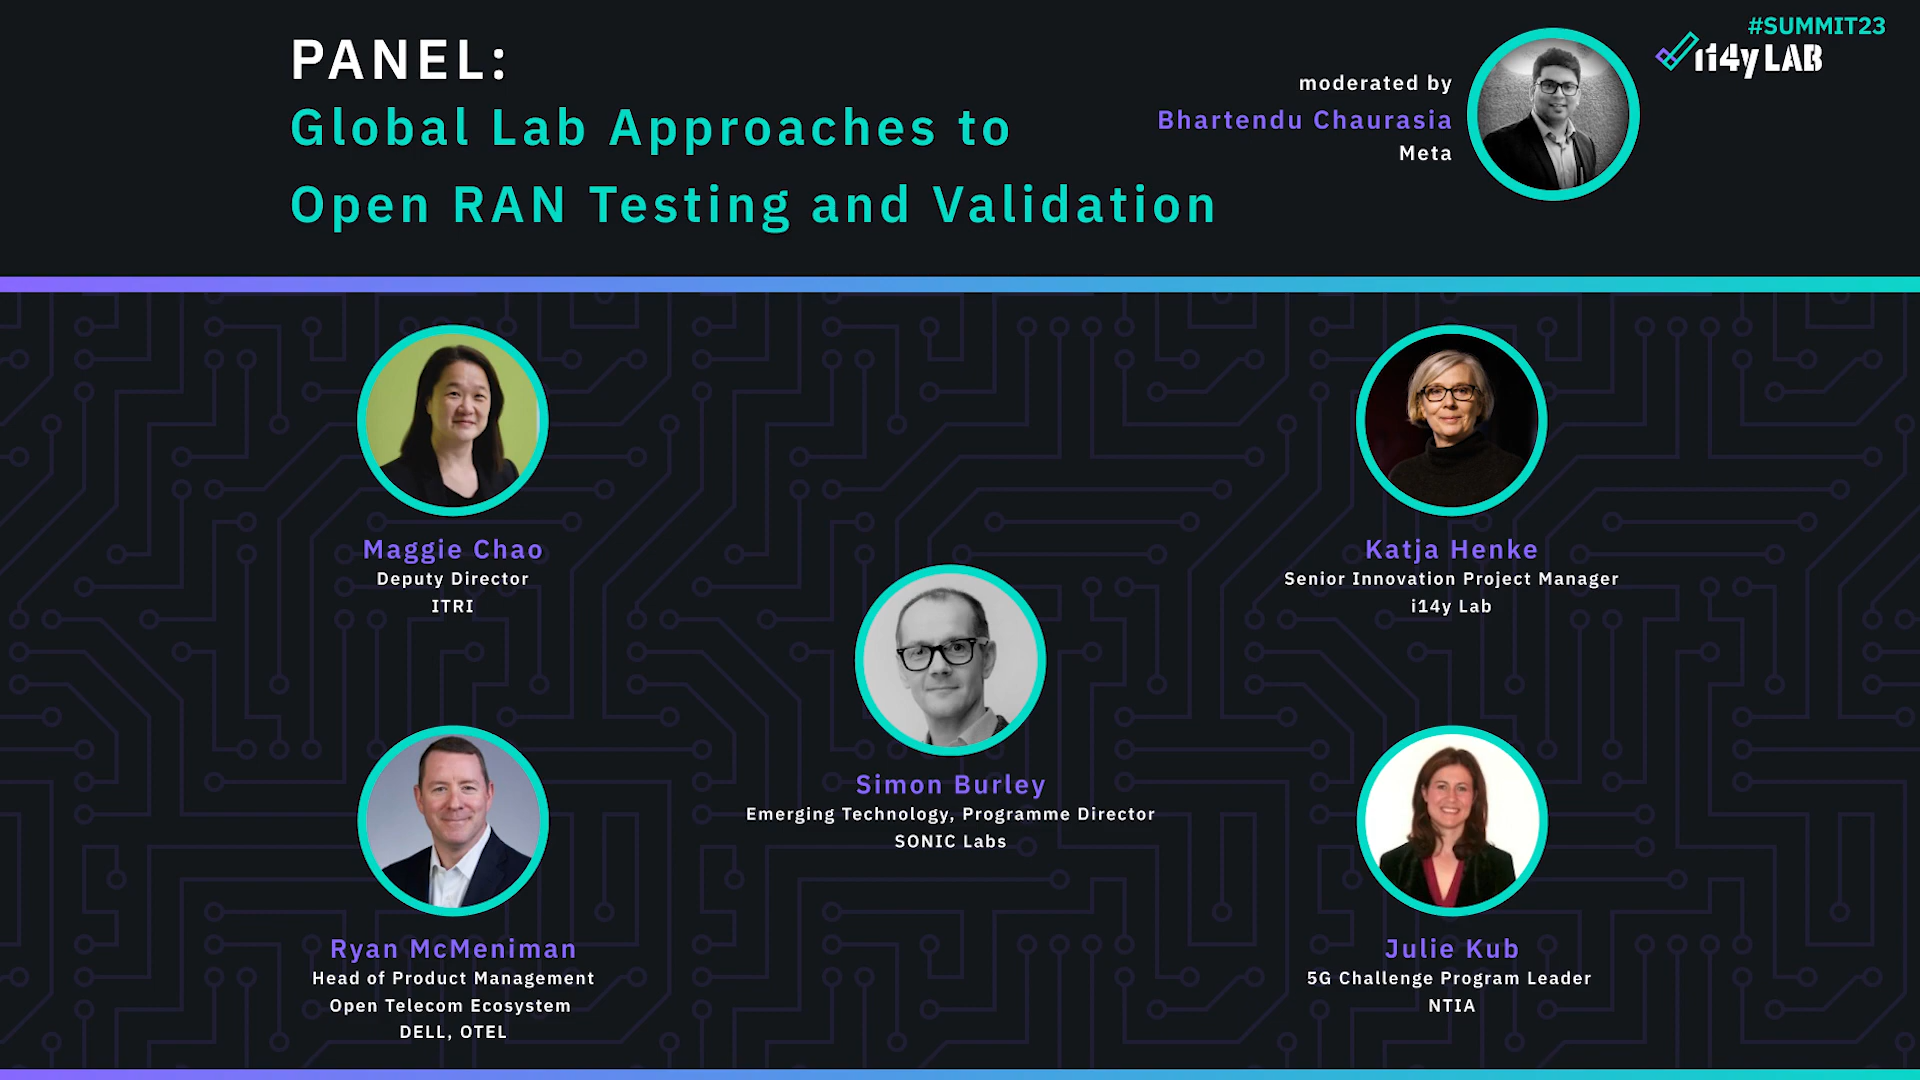 #SUMMIT23
i14y LAB
PANEL:
Global Lab Approaches to
Open RAN Testing and Validation
moderated by
Bhartendu Chaurasia
Meta
Maggie Chao
Deputy Director
ITRI
Katja Henke
Senior Innovation Project Manager
i14y Lab
Simon Burley
Emerging Technology, Programme Director
SONIC Labs
Ryan McMeniman
Head of Product Management
Open Telecom Ecosystem
DELL, OTEL
Julie Kub
5G Challenge Program Leader
NTIA